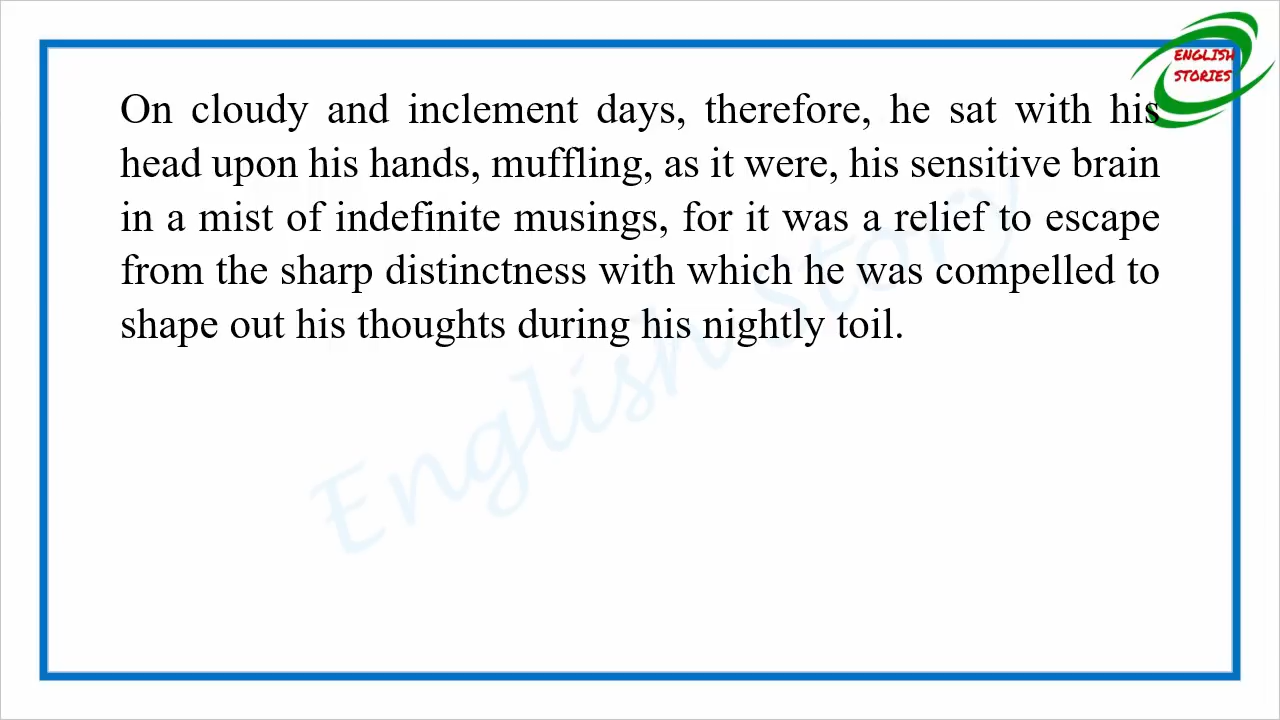 ENGLISH
STORIES
On cloudy and inclement days, therefore, he sat with his
head upon his hands, muffling, as it were, his sensitive brain
in a mist of indefinite musings, for it was a relief to escape
from the sharp distinctness with which he was compelled to
shape out his thoughts during his nightly toil.
English Story